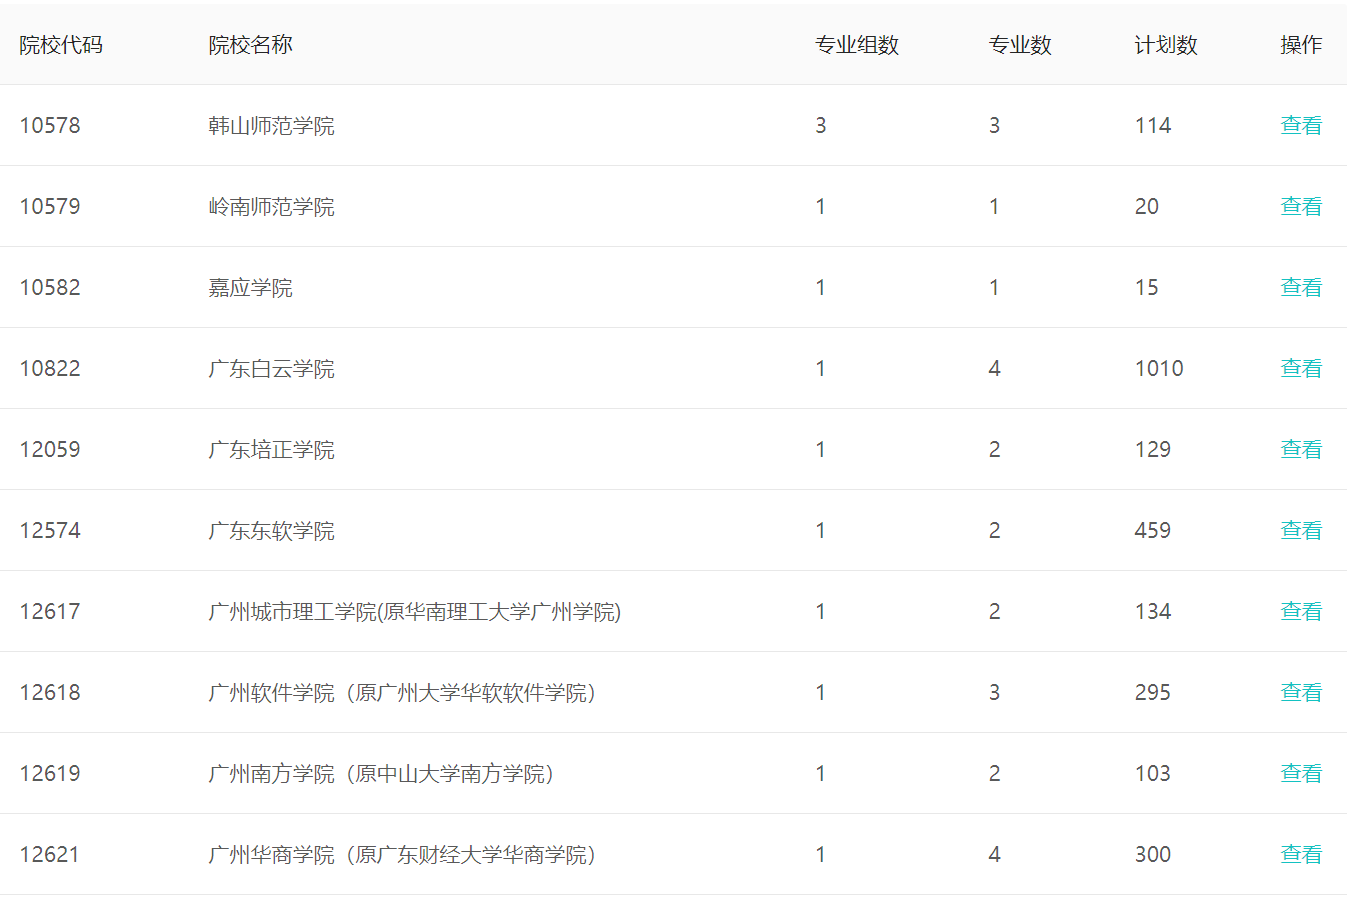 院校代码 院校名称 专业组数 专业数 计划数 操作
10578 韩山师范学院 3 3 114 查看
10579 岭南师范学院 1 1 20 查看
10582 嘉应学院 1 1 15 查看
10822 广东白云学院 1 4 1010 查看
12059 广东培正学院 1 2 129 查看
12574 广东东软学院 1 2 459 查看
12617 广州城市理工学院(原华南理工大学广州学院) 1 2 134 查看
12618 广州软件学院（原广州大学华软软件学院） 1 3 295 查看
12619 广州南方学院（原中山大学南方学院） 1 2 103 查看
12621 广州华商学院（原广东财经大学华商学院） 1 4 300 查看